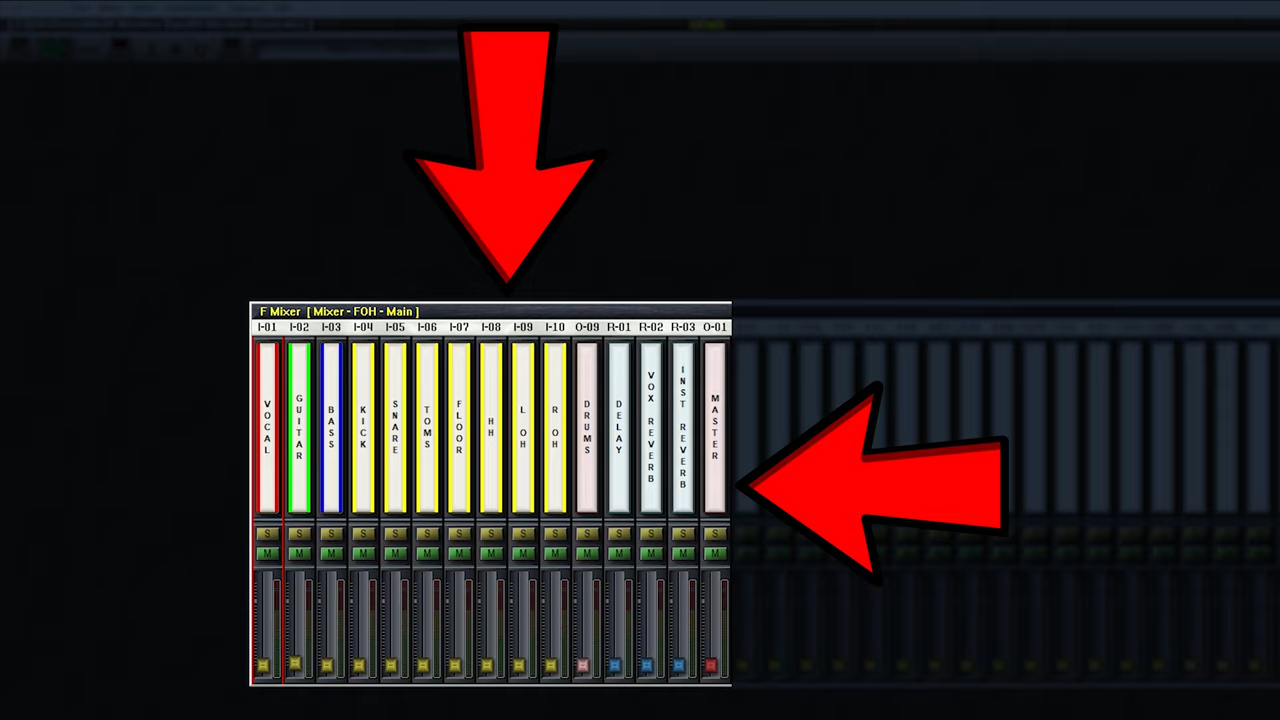 F Mixer [ Mixer - FOH - Main ]
I-01 I-02 I-03 I-04 I-05 I-06 I-07 I-08 I-09 I-10 O-09 R-01 R-02 R-03 O-01
VOCAL
GUITAR
BASS
KICK
SNARE
TOMS
FLOOR
HH
L OH
R OH
DRUMS
DELAY
VOX REVERB
INST REVERB
MASTER
S S S S S S S S S S S S S S S
M M M M M M M M M M M M M M M